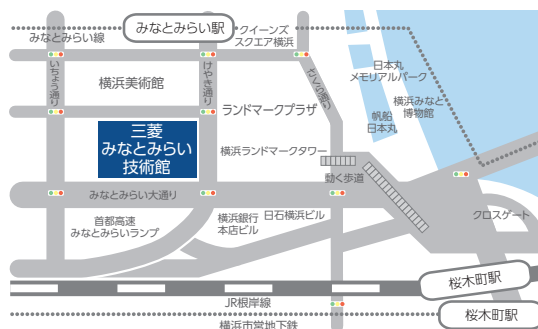 みなとみらい駅
みなとみらい線
クイーンズ
スクエア横浜
いちょう通り
けやき通り
さくら通り
横浜美術館
日本丸
メモリアルパーク
横浜みなと
博物館
帆船
日本丸
ランドマークプラザ
三菱
みなとみらい
技術館
横浜ランドマークタワー
動く歩道
みなとみらい大通り
首都高速
みなとみらいランプ
横浜銀行
本店ビル
日石横浜ビル
クロスゲート
桜木町駅
JR根岸線
桜木町駅
横浜市営地下鉄